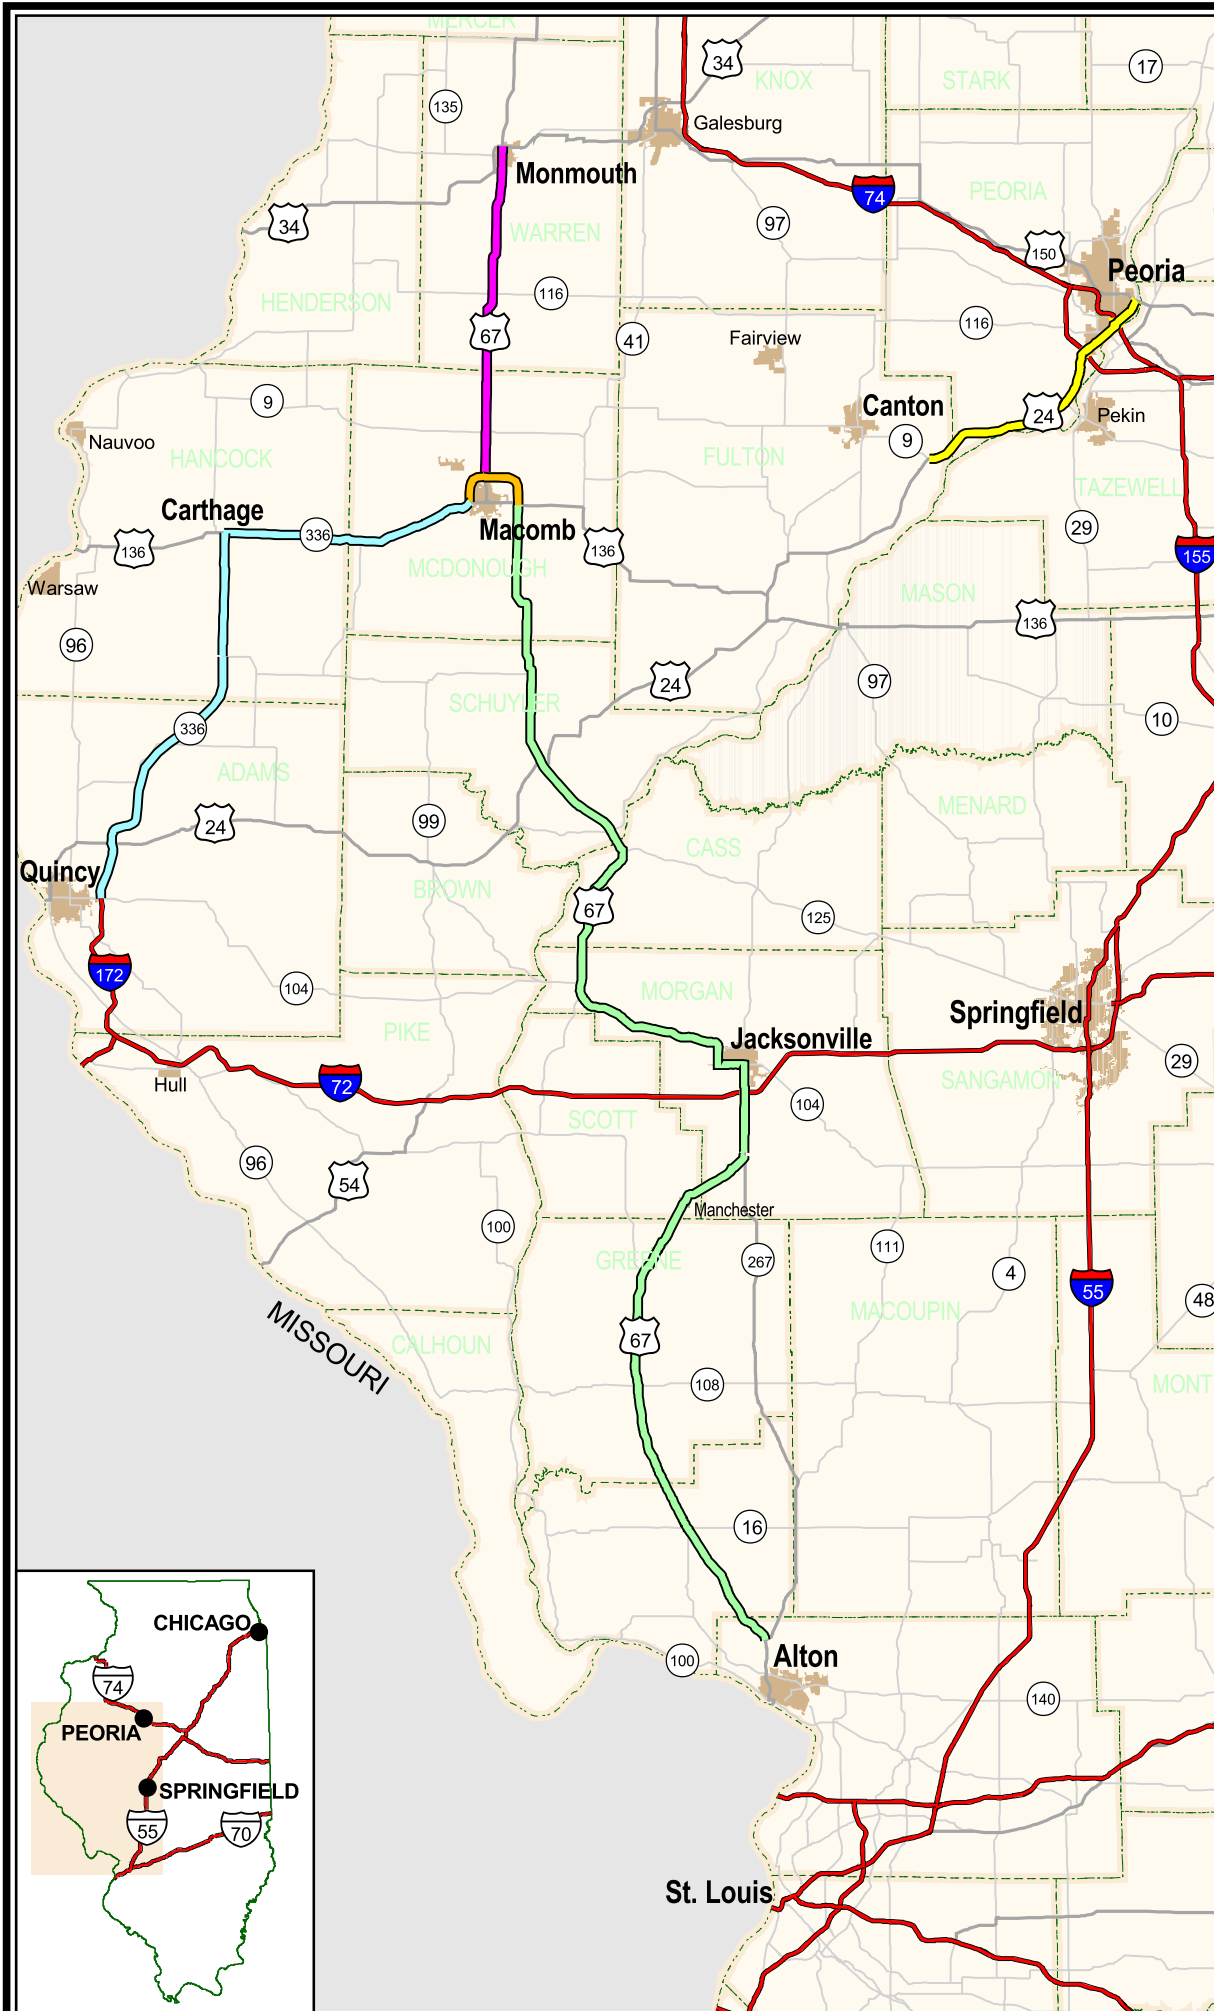 MERCER
34
KNOX
STARK
17
135
Galesburg
Monmouth
74
PEORIA
34
WARREN
97
150
Peoria
HENDERSON
116
67
41
Fairview
116
9
Canton
9
24
Pekin
Nauvoo
HANCOCK
FULTON
TAZEWELL
Carthage
336
Macomb
136
136
29
155
Warsaw
MCDONOUGH
MASON
136
96
24
97
SCHUYLER
10
336
ADAMS
24
99
MENARD
CASS
Quincy
BROWN
67
125
172
104
MORGAN
Springfield
PIKE
Jacksonville
29
Hull
72
SANGAMON
104
SCOTT
96
54
Manchester
100
111
267
GREENE
4
55
48
MACOUPIN
MISSOURI
67
CALHOUN
108
MONT
16
Alton
100
140
St. Louis
CHICAGO
74
PEORIA
SPRINGFIELD
55
70